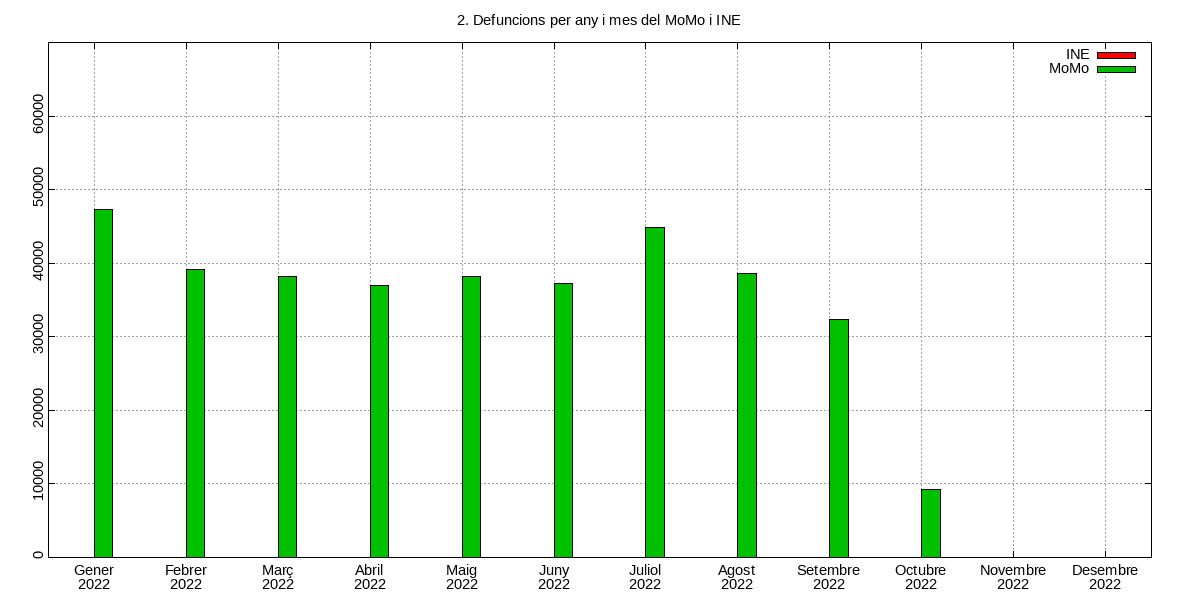 2. Defuncions per any i mes del MoMo i INE
INE
MoMo
60000
50000
40000
30000
20000
10000
0
Gener Febrer Març Abril Maig Juny Juliol Agost Setembre Octubre Novembre Desembre
2022 2022 2022 2022 2022 2022 2022 2022 2022 2022 2022 2022